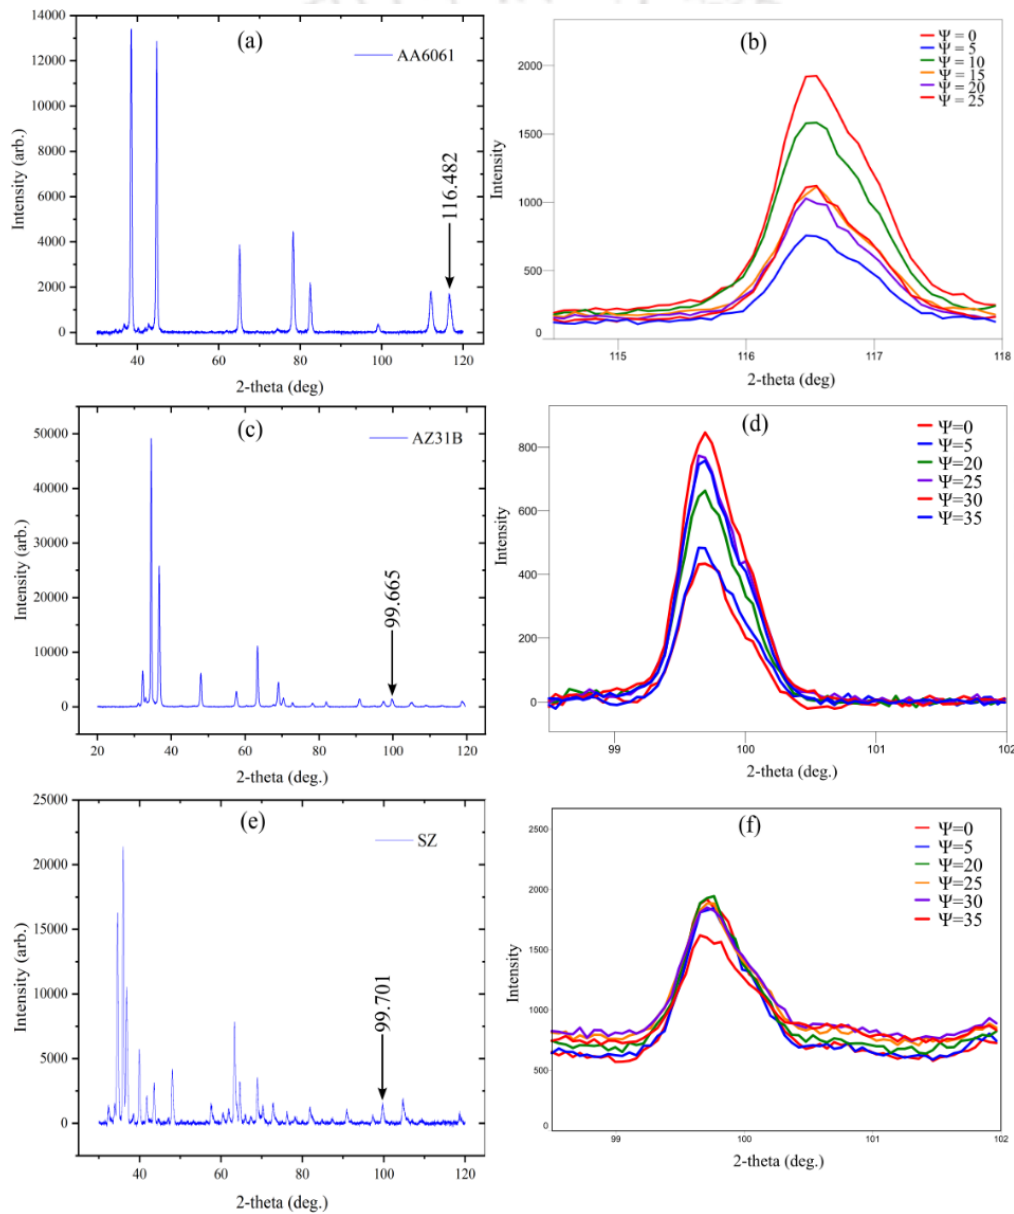 (a)
AA6061
116.482
14000
12000
10000
8000
6000
4000
2000
0
Intensity (arb.)
40 60 80 100 120
2-theta (deg)
(b)
Ψ = 0
Ψ = 5
Ψ = 10
Ψ = 15
Ψ = 20
Ψ = 25
2000
1500
1000
500
0
Intensity
115 116 117 118
2-theta (deg)
(c)
AZ31B
99.665
50000
40000
30000
20000
10000
0
Intensity (arb.)
20 40 60 80 100 120
2-theta (deg.)
(d)
Ψ=0
Ψ=5
Ψ=20
Ψ=25
Ψ=30
Ψ=35
800
600
400
200
0
Intensity
99 100 101 102
2-theta (deg.)
(e)
SZ
99.701
25000
20000
15000
10000
5000
0
Intensity (arb.)
40 60 80 100 120
2-theta (deg.)
(f)
Ψ=0
Ψ=5
Ψ=20
Ψ=25
Ψ=30
Ψ=35
2500
2000
1500
1000
500
0
Intensity
99 100 101 102
2-theta (deg.)